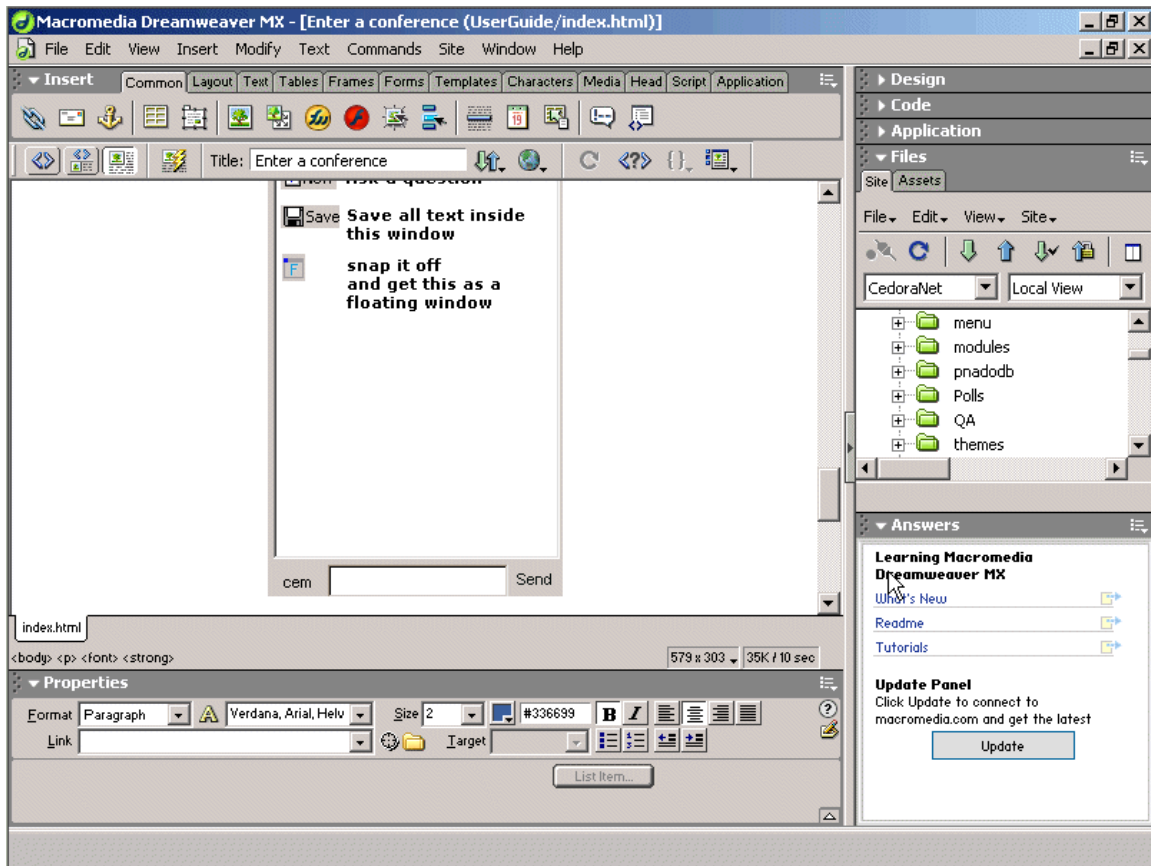 Macromedia Dreamweaver MX - [Enter a conference (UserGuide/index.html)]
File Edit View Insert Modify Text Commands Site Window Help
Insert Common Layout Text Tables Frames Forms Templates Characters Media Head Script Application
Title: Enter a conference
Save Save all text inside
this window
F snap it off
and get this as a
floating window
cem Send
index.html
<body> <p> <font> <strong> 579 x 303 35K / 10 sec
Properties
Format Paragraph Verdana, Arial, Helv Size 2 #336699 B I
Link Target
List Item...
Design
Code
Application
Files
Site Assets
File Edit View Site
CedoraNet Local View
menu
modules
pnadodb
Polls
QA
themes
Answers
Learning Macromedia
Dreamweaver MX
What's New
Readme
Tutorials
Update Panel
Click Update to connect to
macromedia.com and get the latest
Update